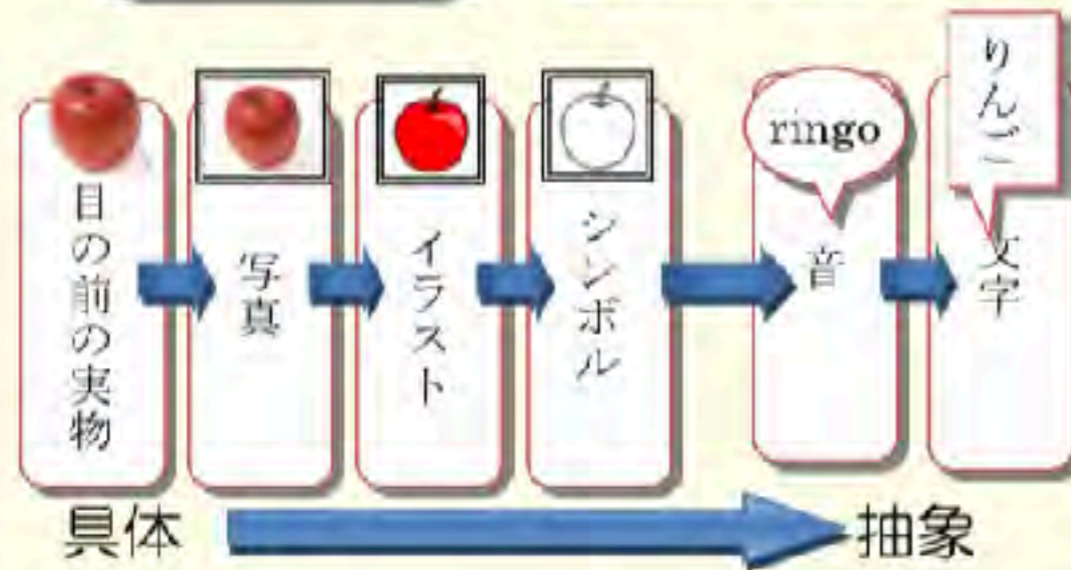 目の前の実物
写真
イラスト
シンボル
ringo
音
りんご
文字
具体
抽象